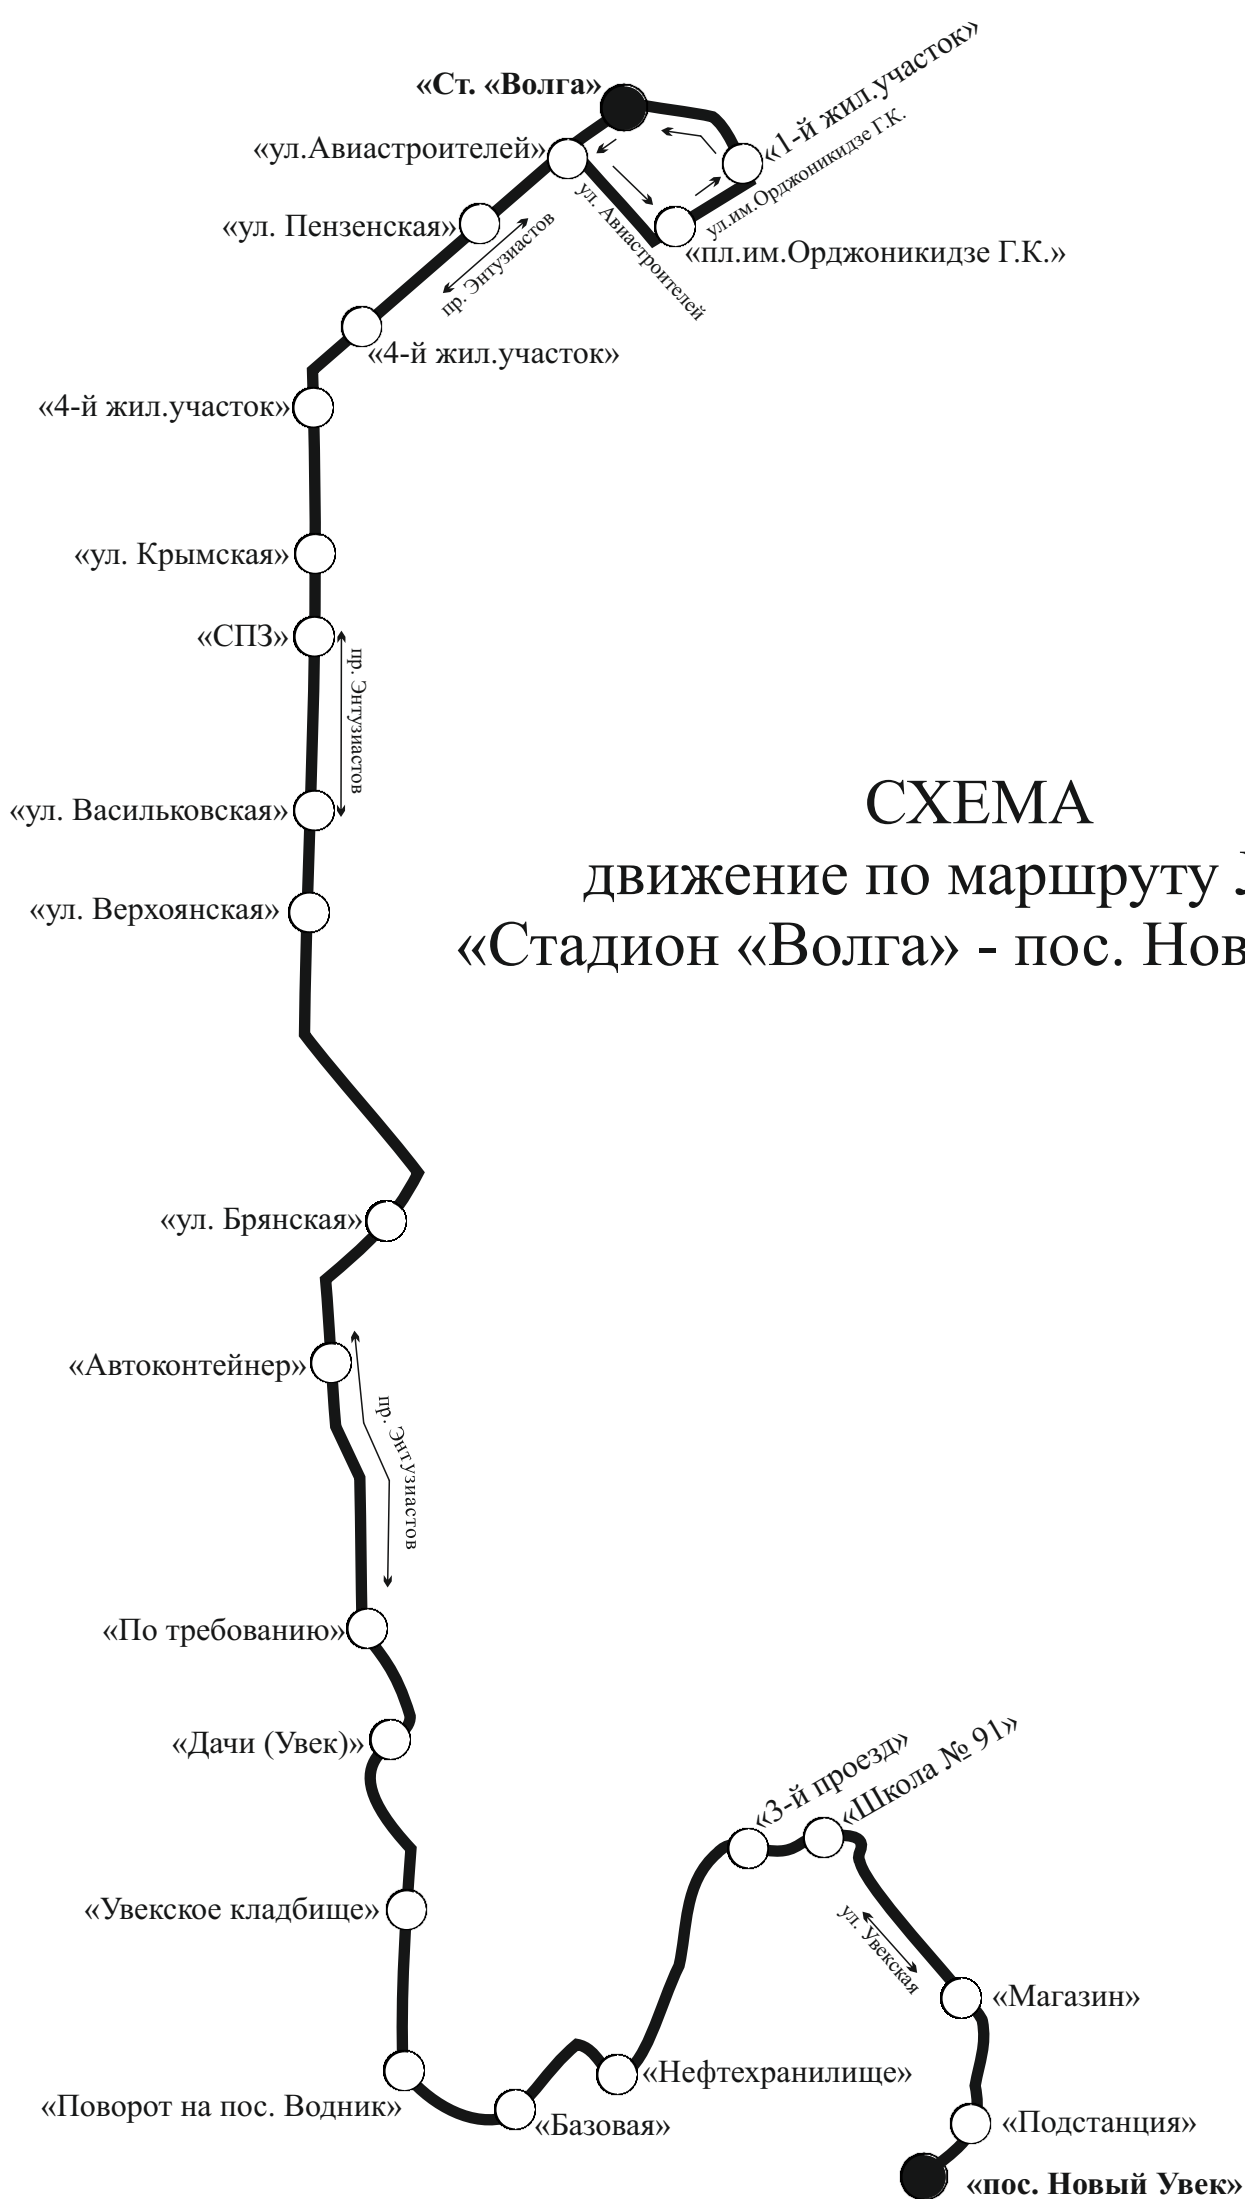 «Ст. «Волга»
«1-й жил.участок»
ул.им.Орджоникидзе Г.К.
«ул.Авиастроителей»
ул. Авиастроителей
«ул. Пензенская»
пр. Энтузиастов
«пл.им.Орджоникидзе Г.К.»
«4-й жил.участок»
«4-й жил.участок»
«ул. Крымская»
«СПЗ»
пр. Энтузиастов
«ул. Васильковская»
СХЕМА
движение по маршруту
«ул. Верхоянская»
«Стадион «Волга» - пос. Нов
«ул. Брянская»
«Автоконтейнер»
пр. Энтузиастов
«По требованию»
«Дачи (Увек)»
«3-й проезд»
«Школа № 91»
«Увекское кладбище»
ул. Увекская
«Магазин»
«Нефтехранилище»
«Поворот на пос. Водник»
«Базовая»
«Подстанция»
«пос. Новый Увек»